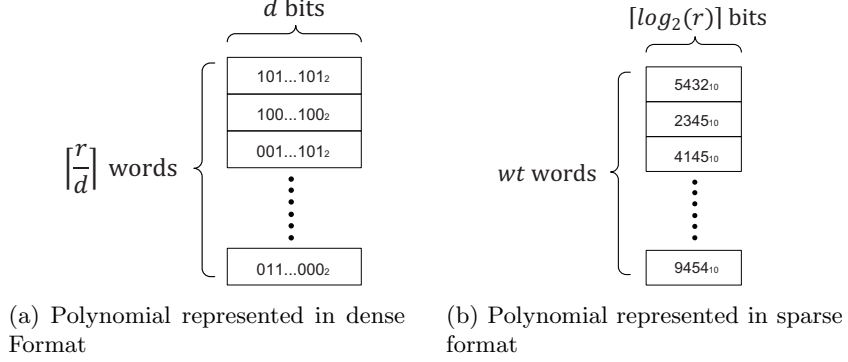 d bits
101...101₂
100...100₂
001...101₂
⌈r/d⌉ words
011...000₂
(a) Polynomial represented in dense
Format
⌈log₂(r)⌉ bits
5432₁₀
2345₁₀
4145₁₀
wt words
9454₁₀
(b) Polynomial represented in sparse
format